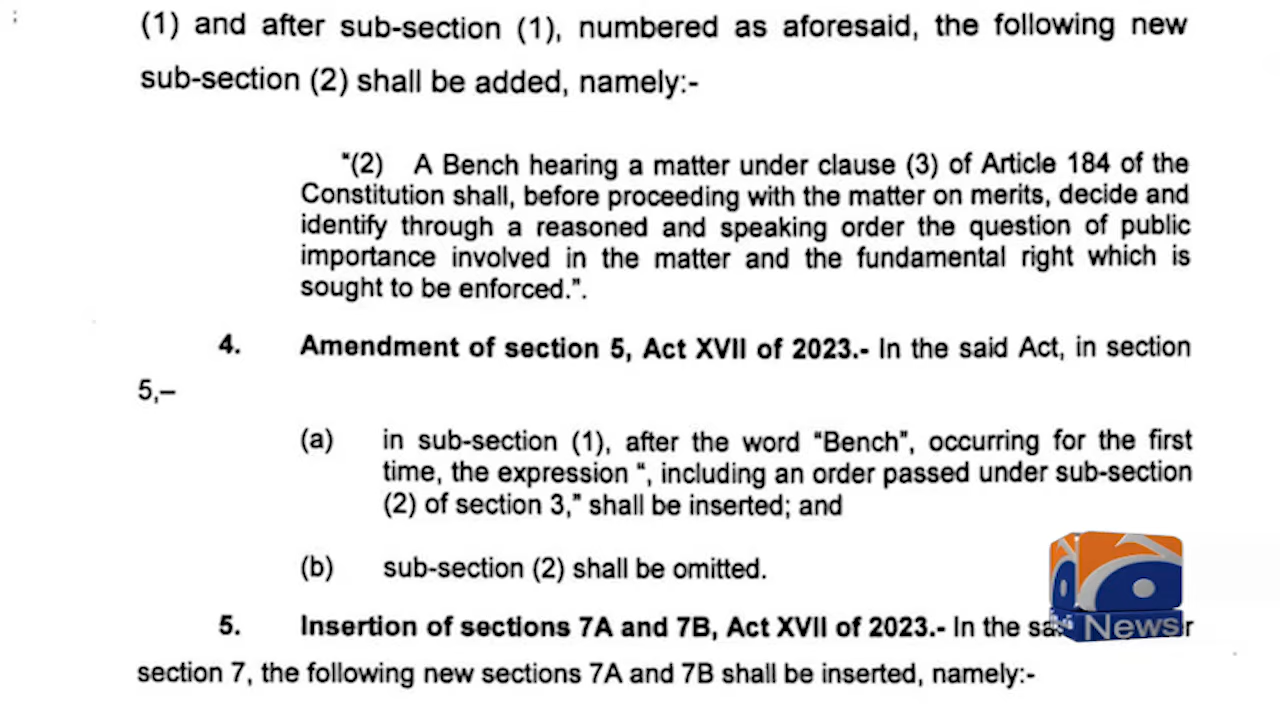 (1) and after sub-section (1), numbered as aforesaid, the following new
sub-section (2) shall be added, namely:-
"(2) A Bench hearing a matter under clause (3) of Article 184 of the
Constitution shall, before proceeding with the matter on merits, decide and
identify through a reasoned and speaking order the question of public
importance involved in the matter and the fundamental right which is
sought to be enforced.".
4. Amendment of section 5, Act XVII of 2023.- In the said Act, in section
5,–
(a) in sub-section (1), after the word "Bench", occurring for the first
time, the expression ", including an order passed under sub-section
(2) of section 3," shall be inserted; and
(b) sub-section (2) shall be omitted.
5. Insertion of sections 7A and 7B, Act XVII of 2023.- In the
section 7, the following new sections 7A and 7B shall be inserted, namely:-
News